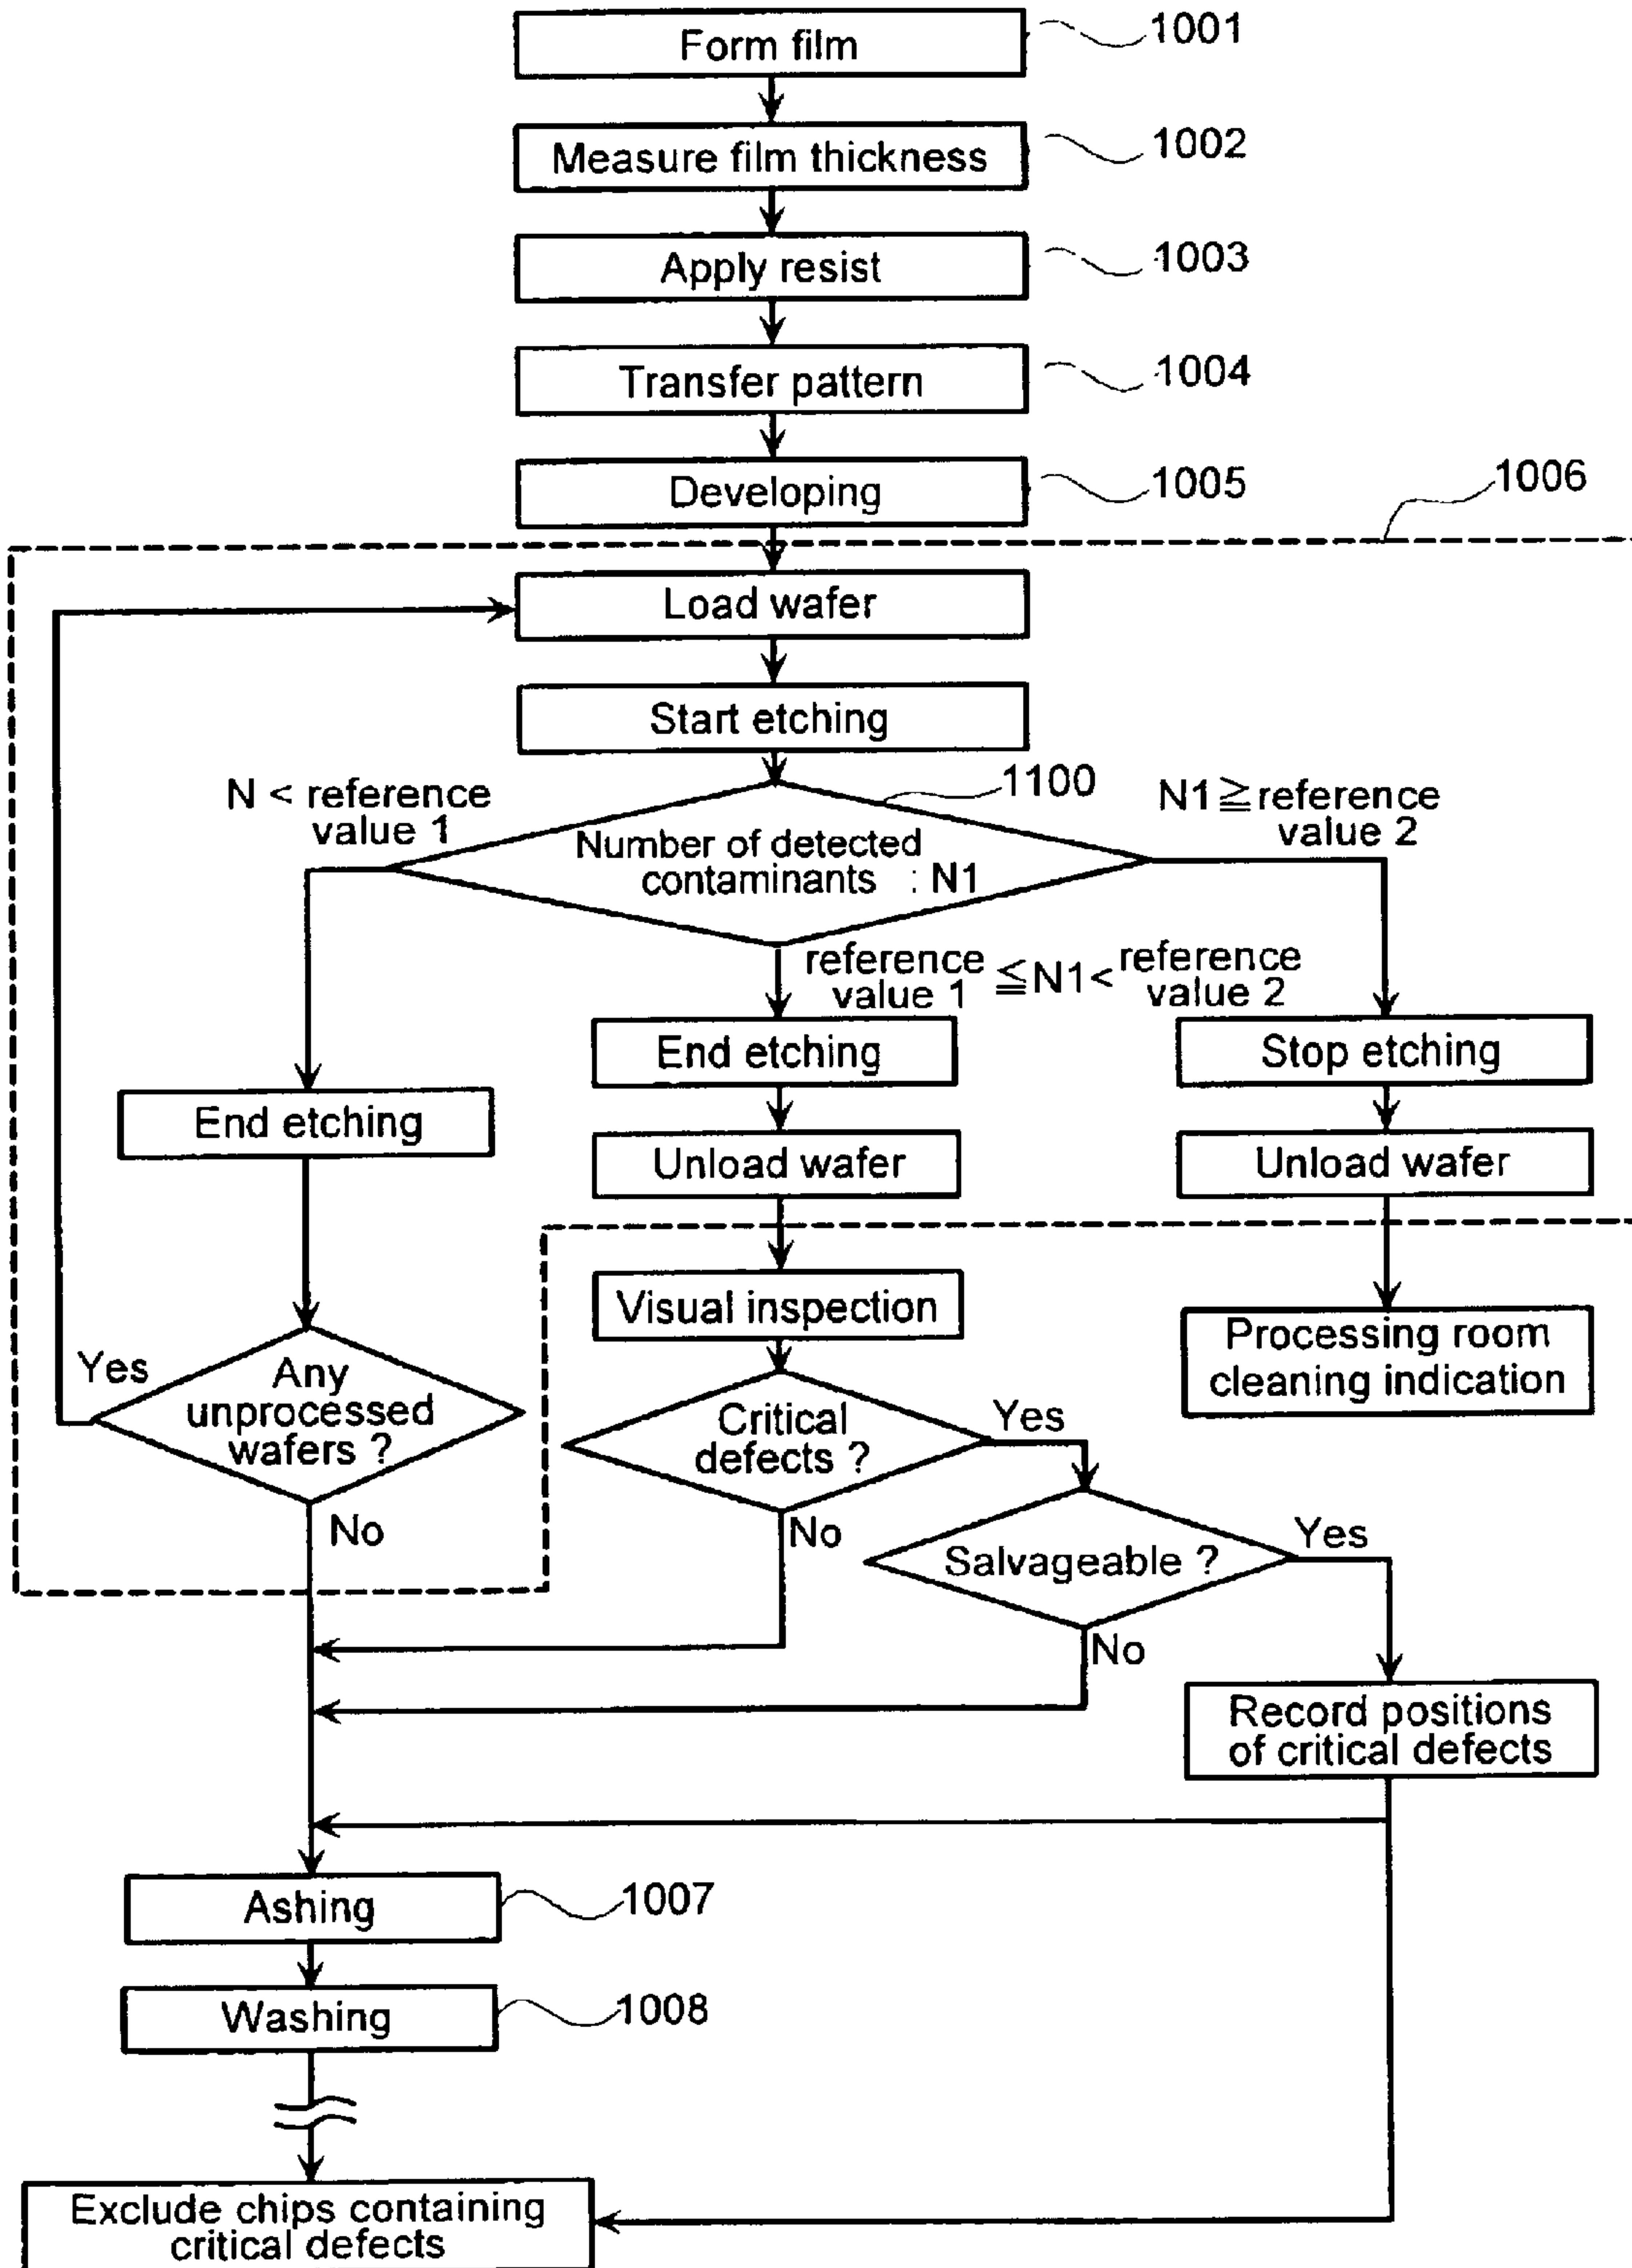 Form film
1001
Measure film thickness
1002
Apply resist
1003
Transfer pattern
1004
Developing
1005
1006
Load wafer
Start etching
1100
N < reference
value 1
Number of detected
contaminants : N1
N1 ≧ reference
value 2
reference
value 1 ≦ N1 < reference
value 2
End etching
Stop etching
End etching
Unload wafer
Unload wafer
Visual inspection
Processing room
cleaning indication
Yes
Any
unprocessed
wafers ?
No
Critical
defects ?
Yes
No
Salvageable ?
Yes
No
Record positions
of critical defects
Ashing
1007
Washing
1008
Exclude chips containing
critical defects